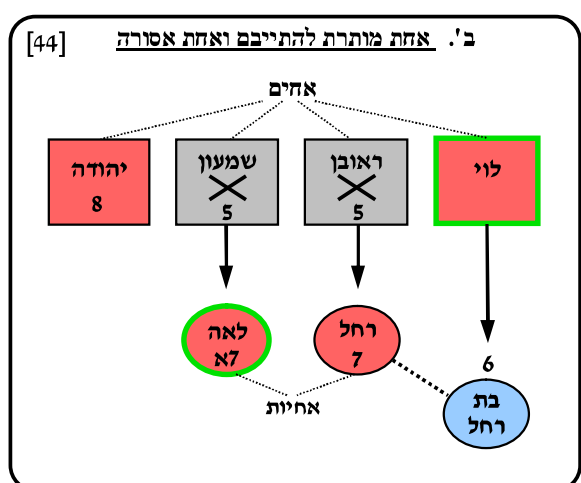 [44]
ב'. אחת מותרת להתייבם ואחת אסורה
אחים
לוי
ראובן
5
שמעון
5
יהודה
8
רחל
7
לאה
7א
6
בת
רחל
אחיות